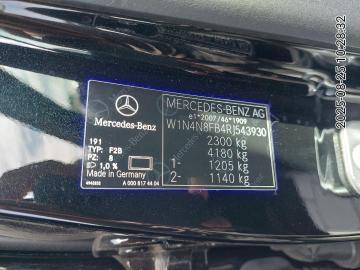 2025-08-25 10:28:32
MERCEDES-BENZ AG
e1*2007/46*1909
W1N4N8FB4RJ543930
2300 kg
4180 kg
1- 1205 kg
2- 1140 kg
Mercedes-Benz
191
TYP: F2B
PZ: 8
1,0 %
Made in Germany
A 000 817 44 04